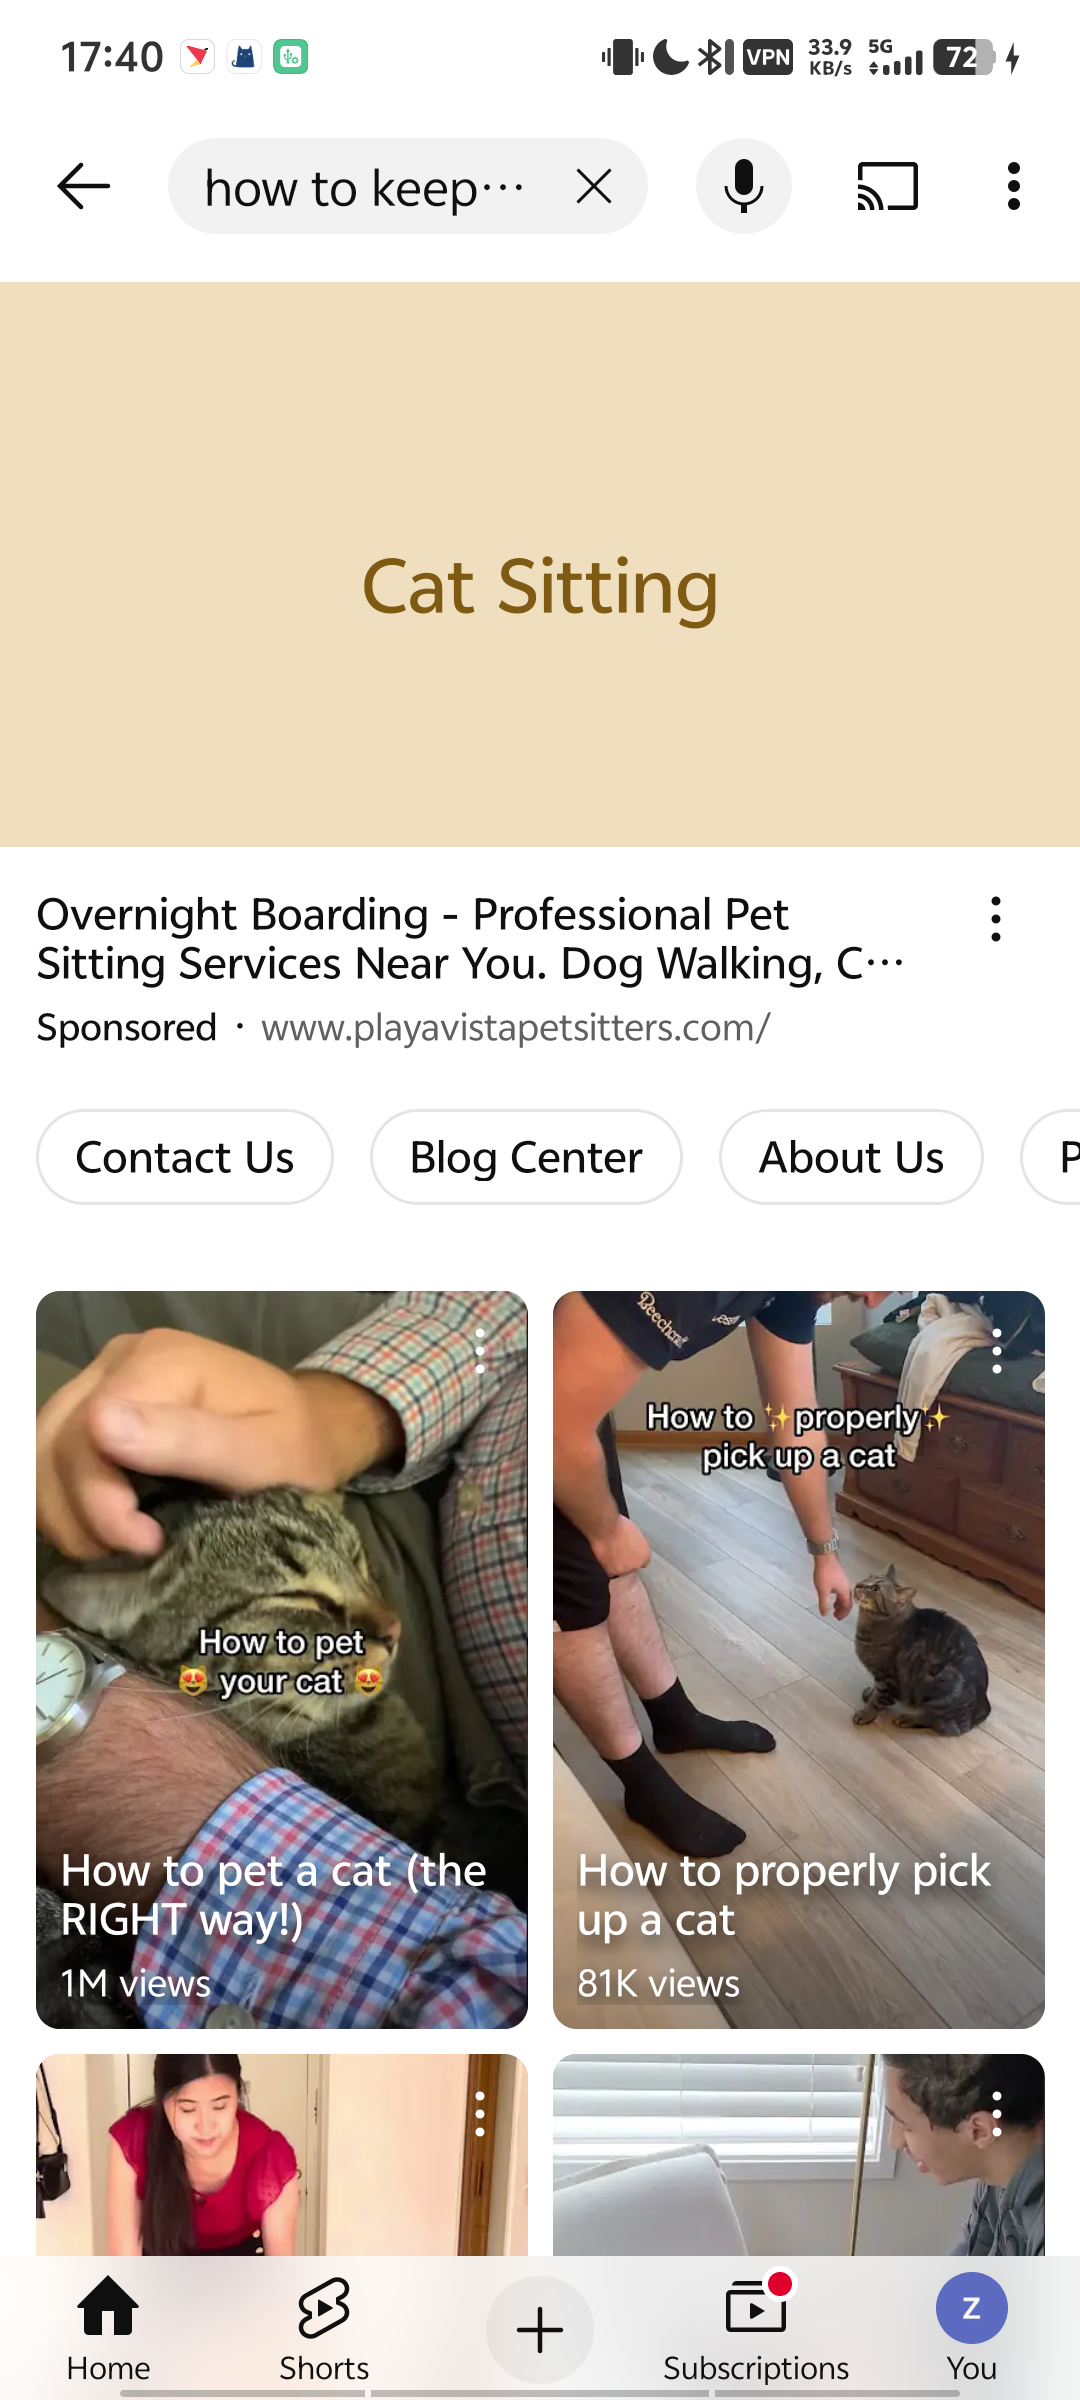 17:40
VPN
33.9
KB/s
5G
72
how to keep···
Cat Sitting
Overnight Boarding - Professional Pet
Sitting Services Near You. Dog Walking, C···
Sponsored · www.playavistapetsitters.com/
Contact Us
Blog Center
About Us
P
Beechcraft
How to pet
😻 your cat 😻
How to pet a cat (the
RIGHT way!)
1M views
How to ✨properly✨
pick up a cat
How to properly pick
up a cat
81K views
Home
Shorts
Subscriptions
Z
You